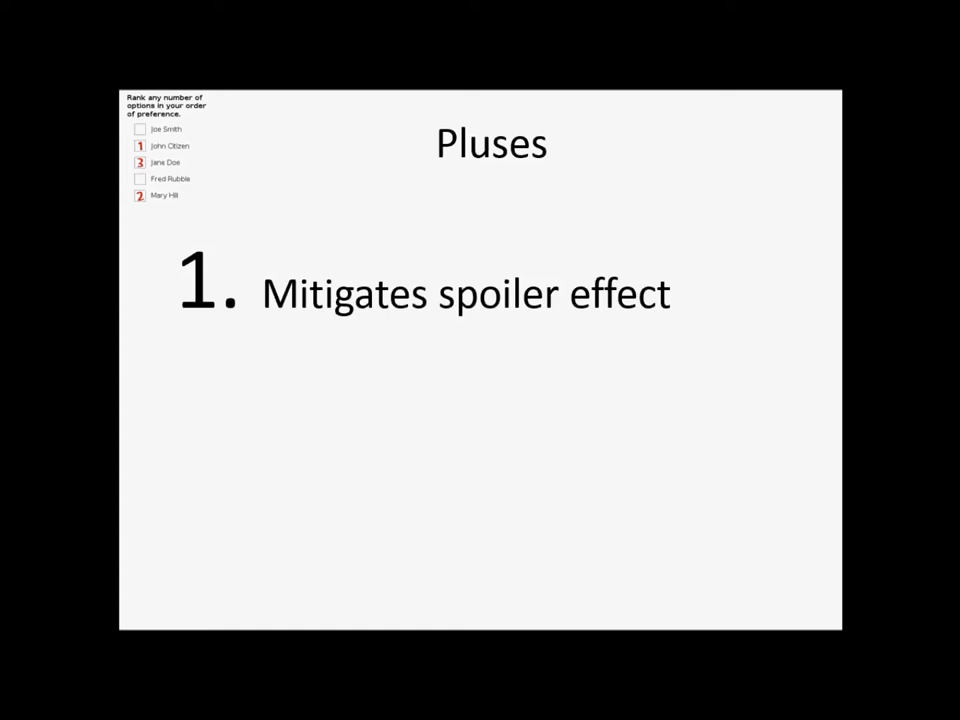 Rank any number of
options in your order
of preference.
Joe Smith
1 John Citizen
3 Jane Doe
Fred Rubble
2 Mary Hill
Pluses
1. Mitigates spoiler effect